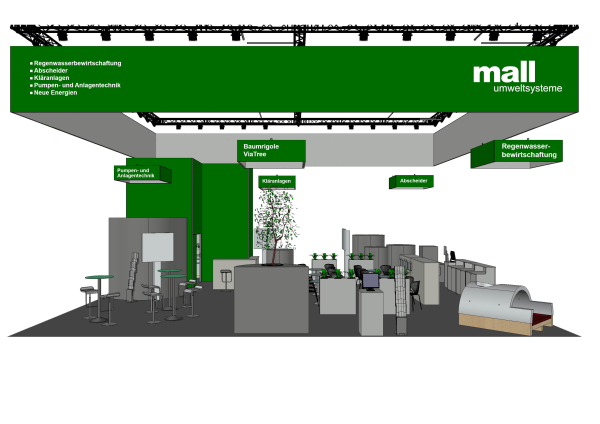 ▪ Regenwasserbewirtschaftung
▪ Abscheider
▪ Kläranlagen
▪ Pumpen- und Anlagentechnik
▪ Neue Energien
mall
umweltsysteme
Baumrigole
ViaTree
Regenwasser-
bewirtschaftung
Pumpen- und
Anlagentechnik
Kläranlagen
Abscheider